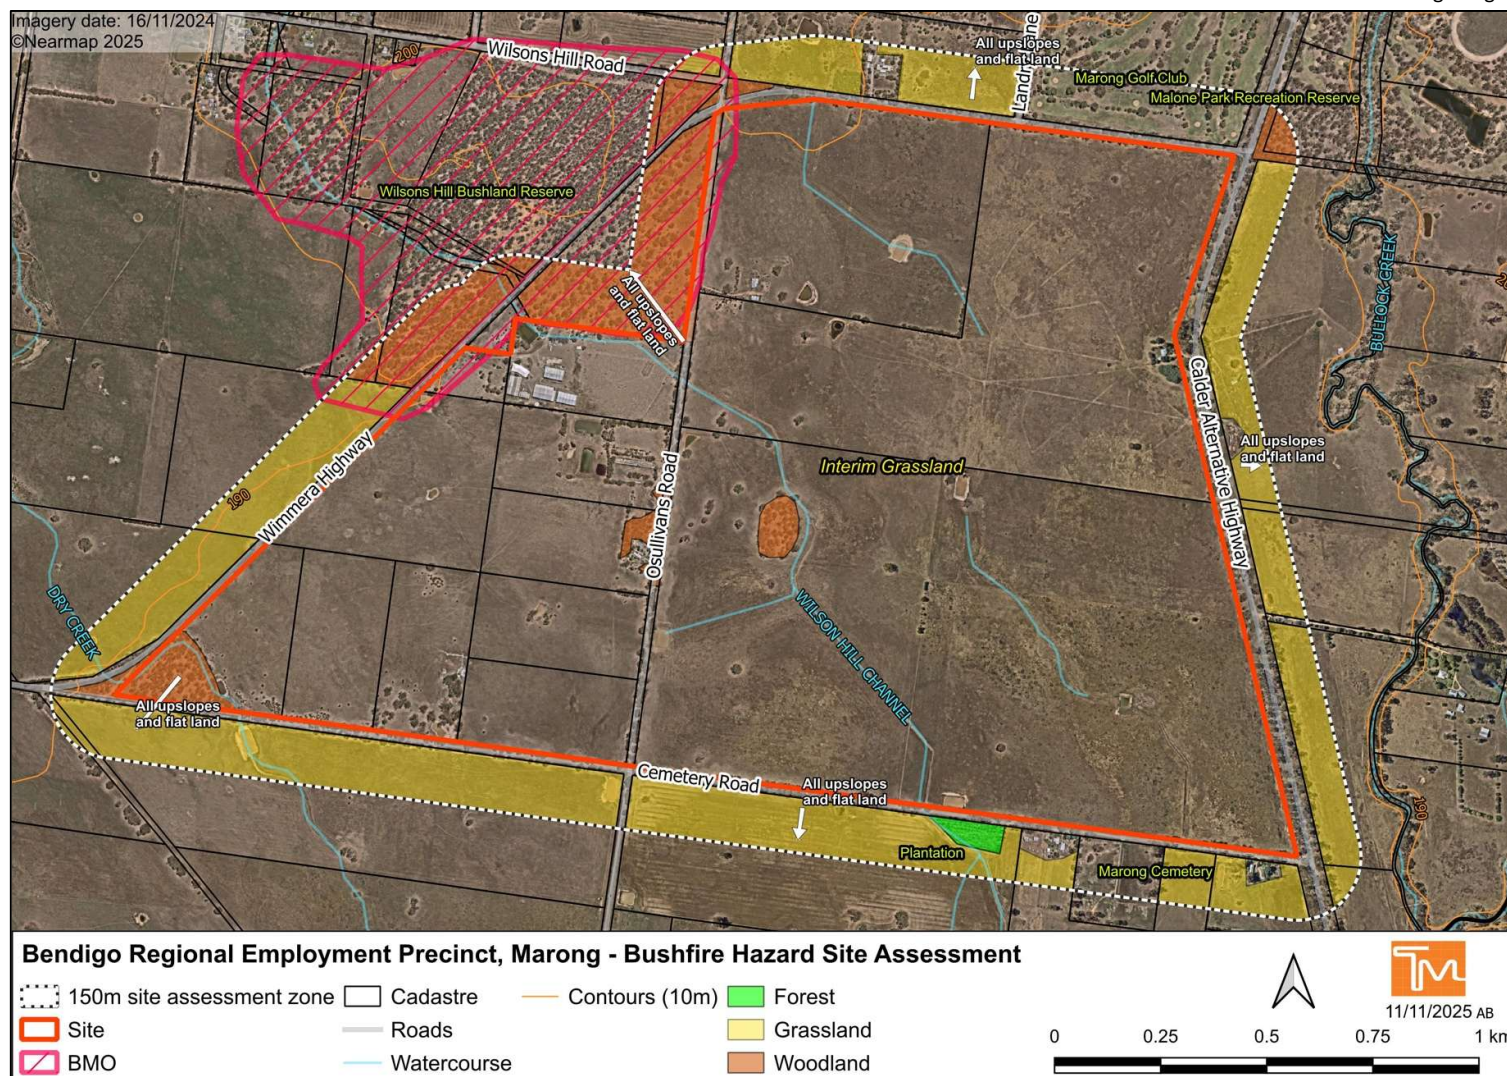 Imagery date: 16/11/2024
©Nearmap 2025
200
Wilsons Hill Road
All upslopes
and flat land
Marong Golf Club
Malone Park Recreation Reserve
Wilsons Hill Bushland Reserve
BULLOCK CREEK
All upslopes
and flat land
Calder Alternative Highway
All upslopes
and flat land
Interim Grassland
Wimmera Highway
190
Osullivans Road
DRY CREEK
WILSON HILL CHANNEL
All upslopes
and flat land
Cemetery Road
All upslopes
and flat land
190
Plantation
Marong Cemetery
Bendigo Regional Employment Precinct, Marong - Bushfire Hazard Site Assessment
150m site assessment zone
Cadastre
Contours (10m)
Forest
Site
Roads
Grassland
BMO
Watercourse
Woodland
TM
11/11/2025 AB
0 0.25 0.5 0.75 1 km